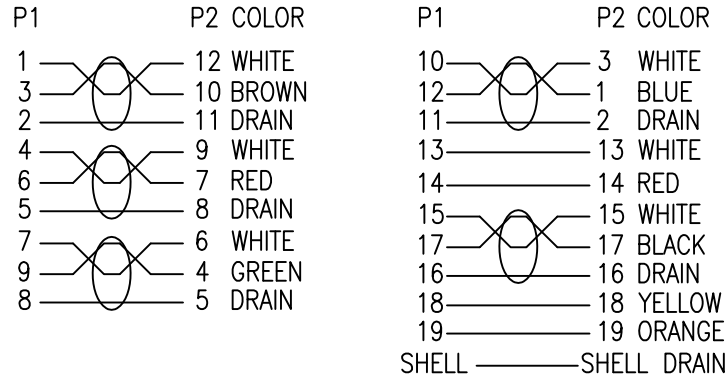 P1 P2 COLOR
1 12 WHITE
3 10 BROWN
2 11 DRAIN
4 9 WHITE
6 7 RED
5 8 DRAIN
7 6 WHITE
9 4 GREEN
8 5 DRAIN
P1 P2 COLOR
10 3 WHITE
12 1 BLUE
11 2 DRAIN
13 13 WHITE
14 14 RED
15 15 WHITE
17 17 BLACK
16 16 DRAIN
18 18 YELLOW
19 19 ORANGE
SHELL SHELL DRAIN